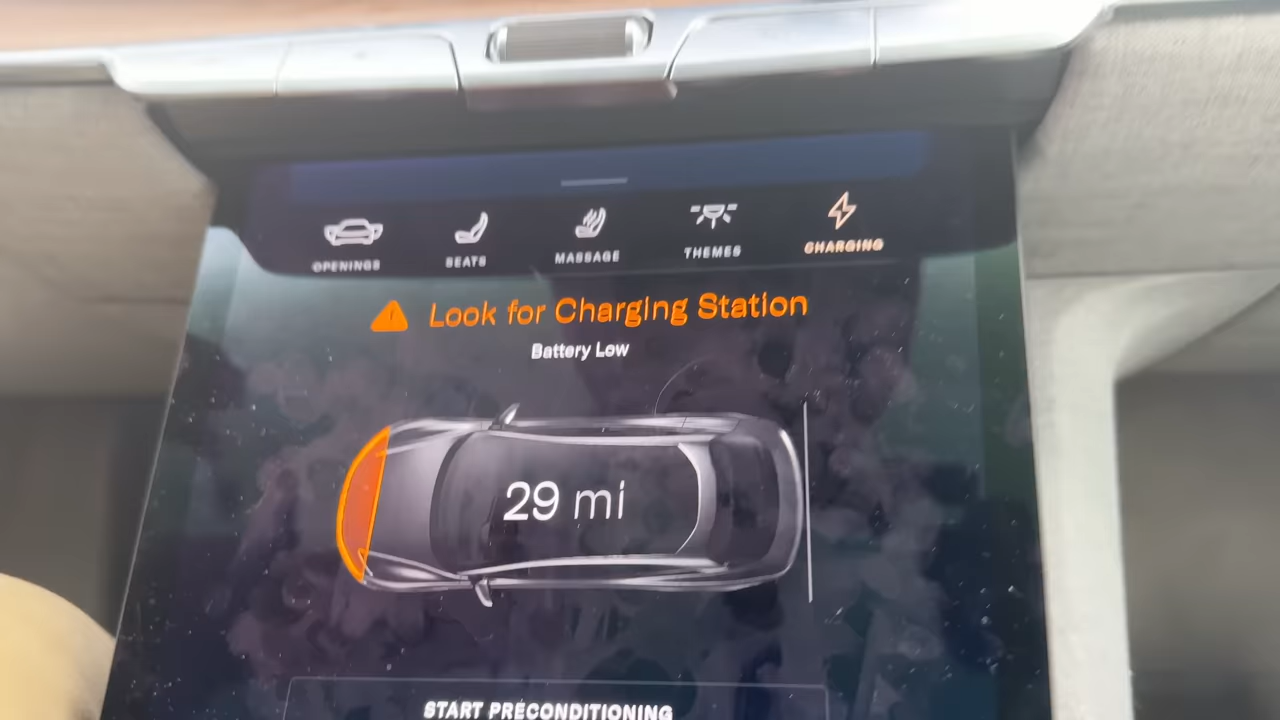 OPENINGS
SEATS
MASSAGE
THEMES
CHARGING
Look for Charging Station
Battery Low
29 mi
START PRECONDITIONING